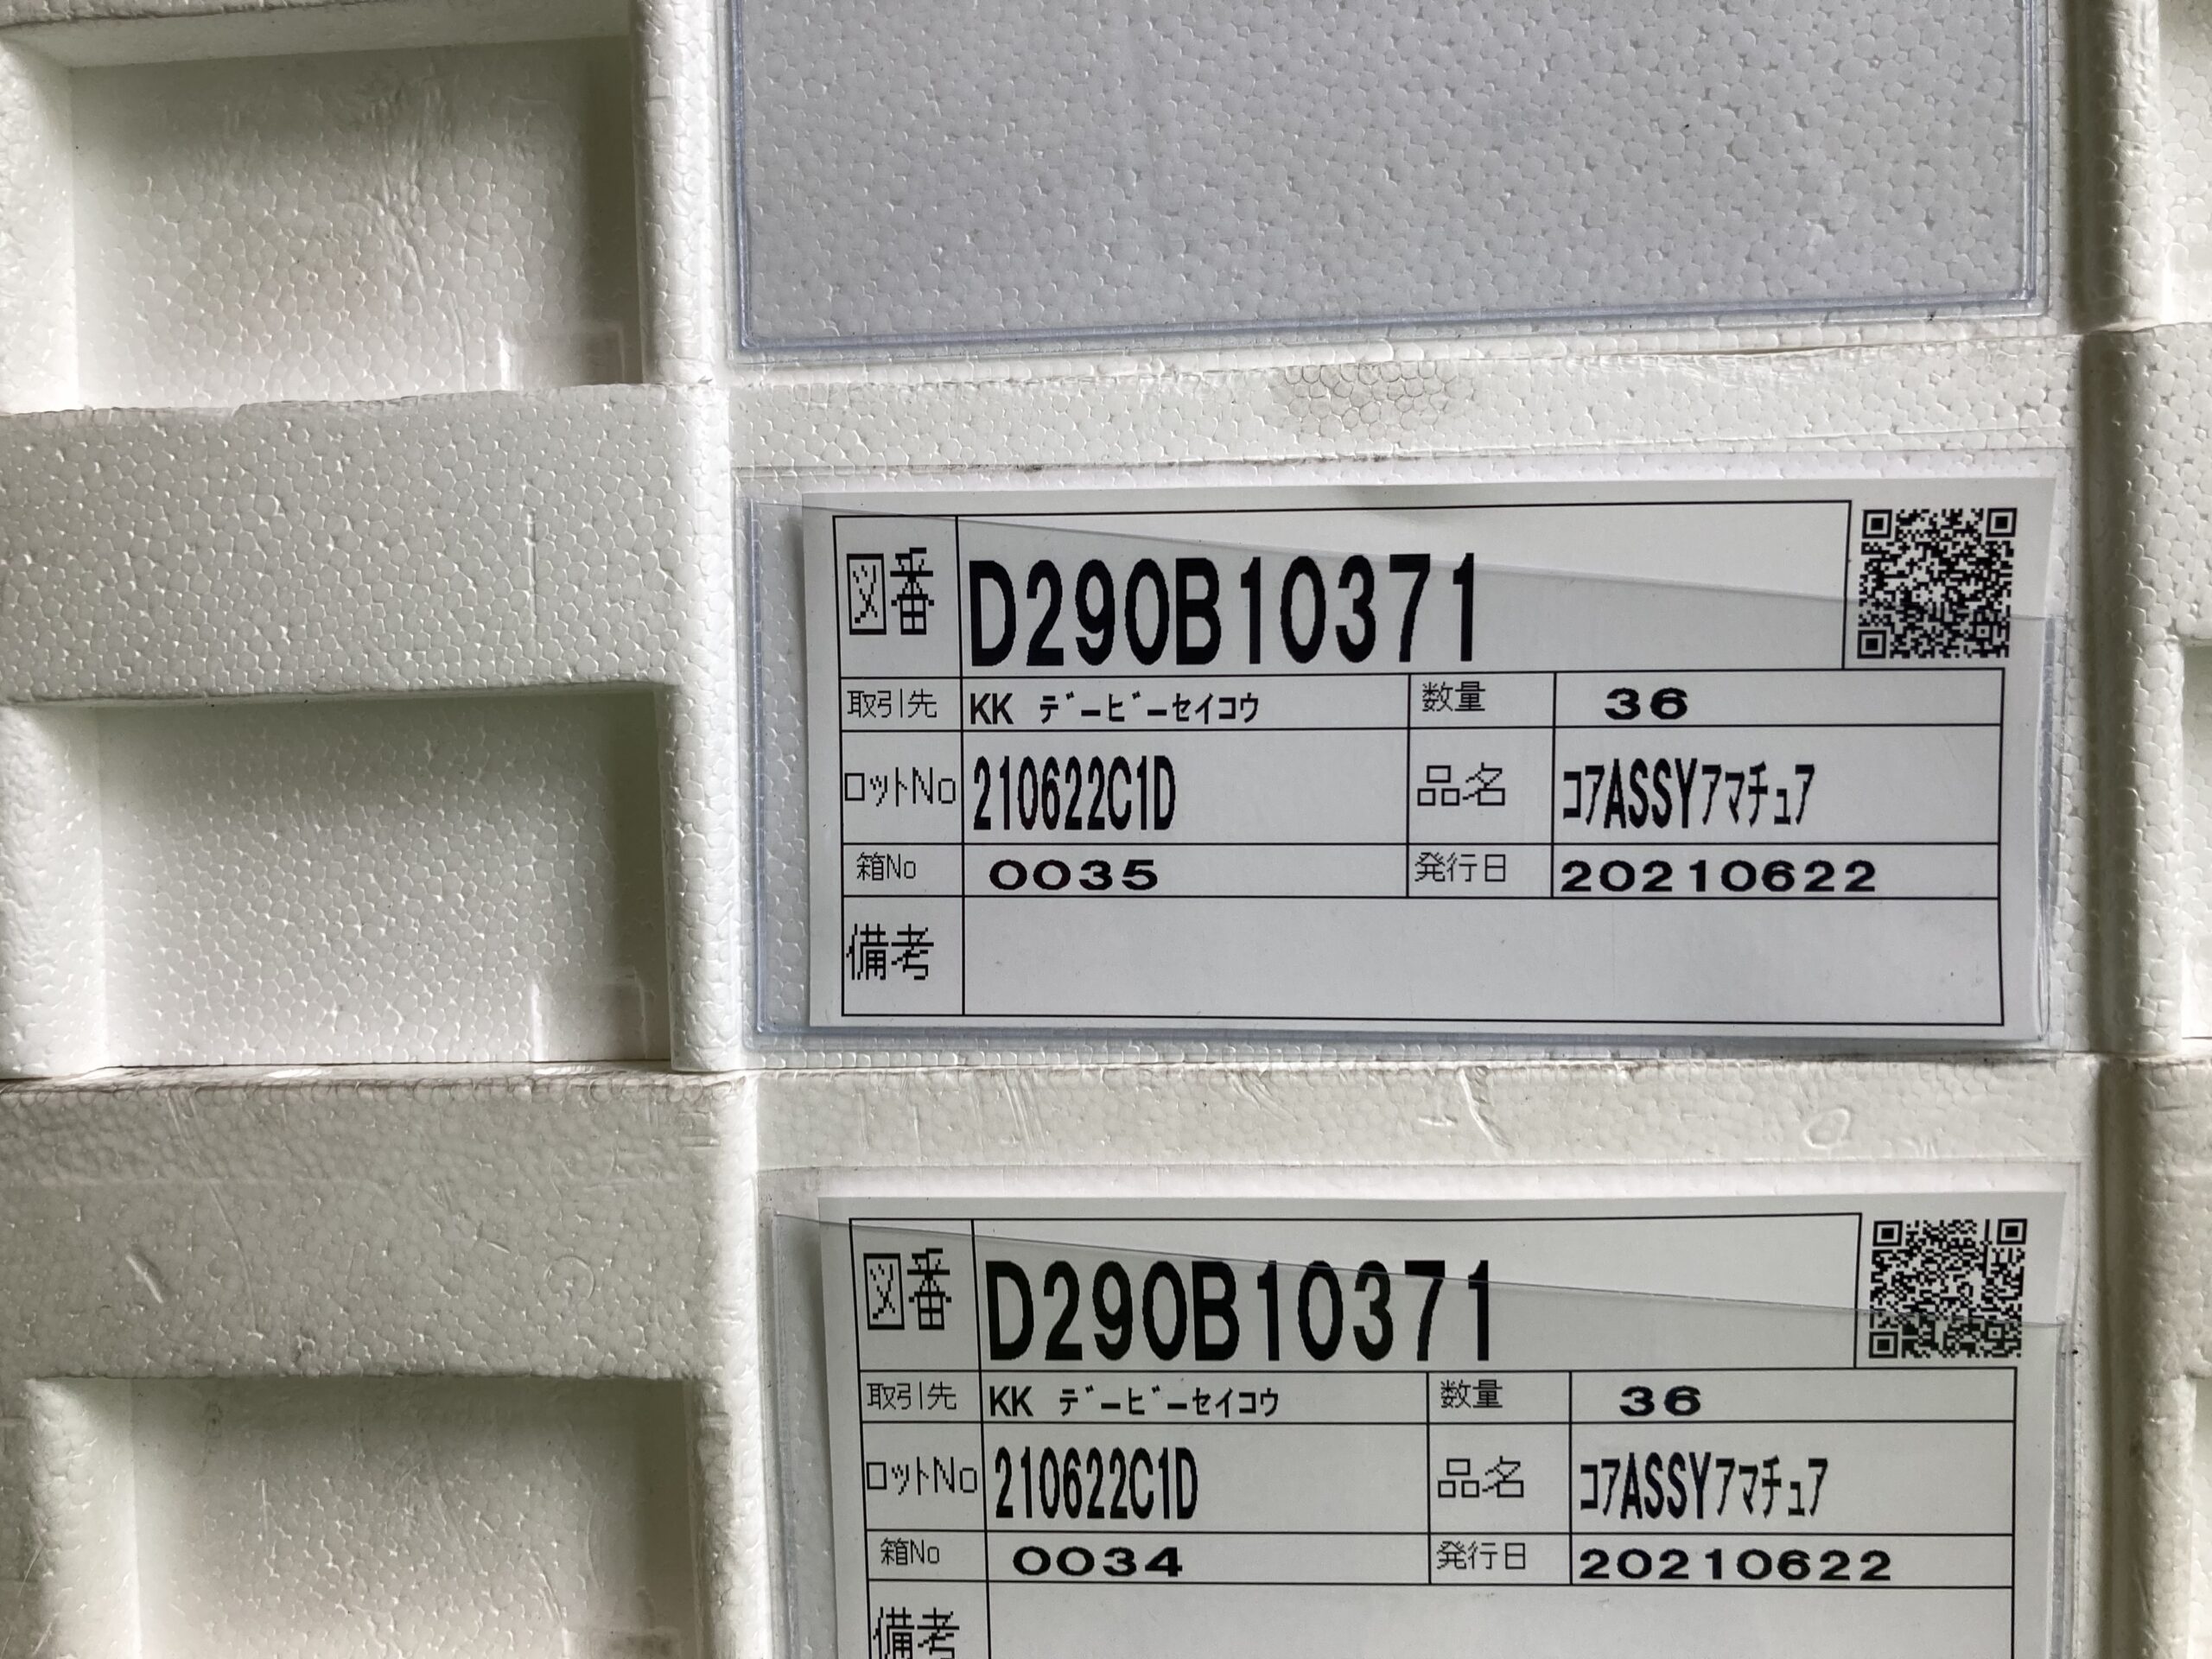 図番 D290B10371
取引先 KK デービーセイコウ 数量 36
ロットNo 210622C1D 品名 コアASSYアマチュア
箱No 0035 発行日 20210622
備考
図番 D290B10371
取引先 KK デービーセイコウ 数量 36
ロットNo 210622C1D 品名 コアASSYアマチュア
箱No 0034 発行日 20210622
備考